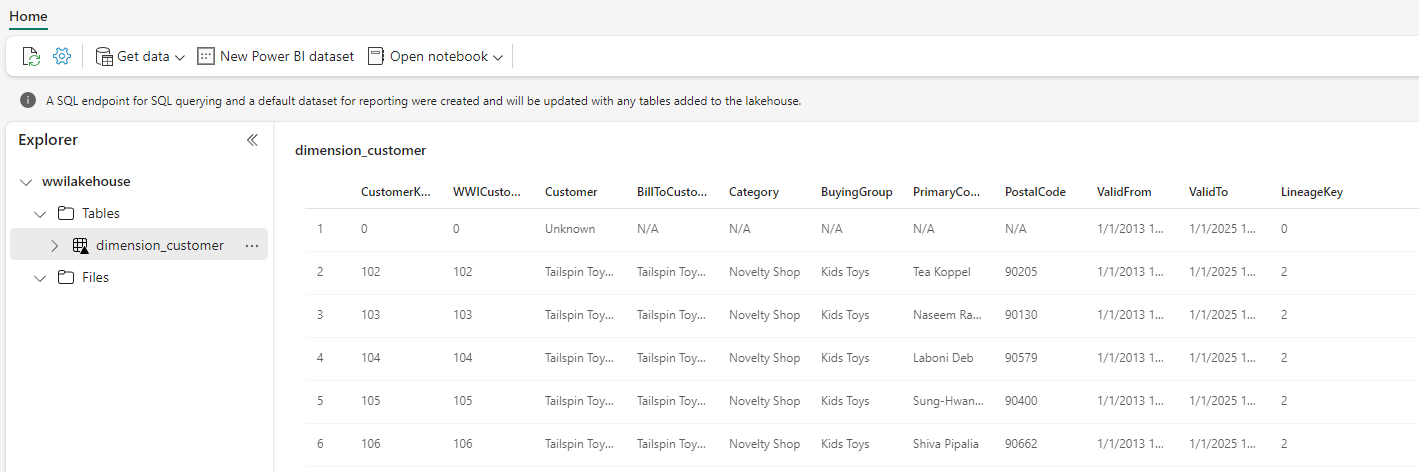 Home
Get data New Power BI dataset Open notebook
A SQL endpoint for SQL querying and a default dataset for reporting were created and will be updated with any tables added to the lakehouse.
Explorer
wwilakehouse
Tables
dimension_customer ...
Files
dimension_customer
CustomerK... WWICusto... Customer BillToCusto... Category BuyingGroup PrimaryCo... PostalCode ValidFrom ValidTo LineageKey
1 0 0 Unknown N/A N/A N/A N/A N/A 1/1/2013 1... 1/1/2025 1... 0
2 102 102 Tailspin Toy... Tailspin Toy... Novelty Shop Kids Toys Tea Koppel 90205 1/1/2013 1... 1/1/2025 1... 2
3 103 103 Tailspin Toy... Tailspin Toy... Novelty Shop Kids Toys Naseem Ra... 90130 1/1/2013 1... 1/1/2025 1... 2
4 104 104 Tailspin Toy... Tailspin Toy... Novelty Shop Kids Toys Laboni Deb 90579 1/1/2013 1... 1/1/2025 1... 2
5 105 105 Tailspin Toy... Tailspin Toy... Novelty Shop Kids Toys Sung-Hwan... 90400 1/1/2013 1... 1/1/2025 1... 2
6 106 106 Tailspin Toy... Tailspin Toy... Novelty Shop Kids Toys Shiva Pipalia 90662 1/1/2013 1... 1/1/2025 1... 2